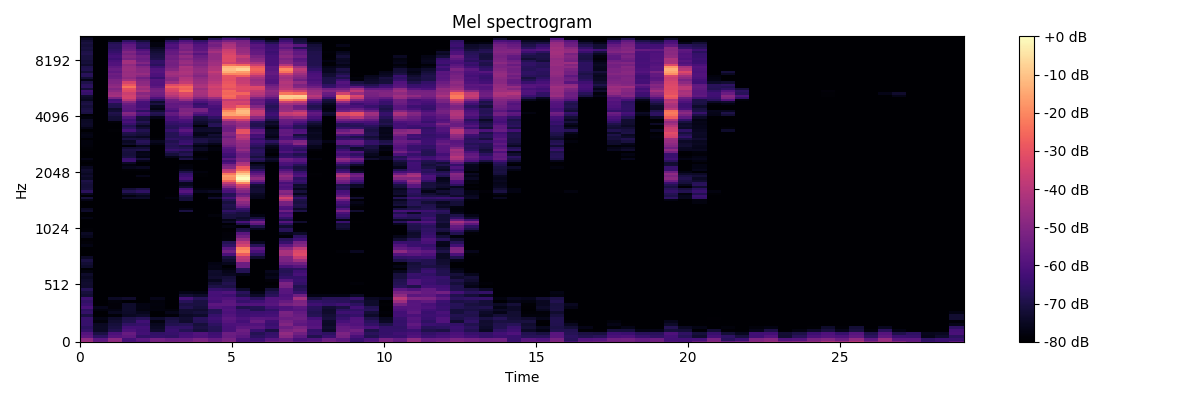 Mel spectrogram
8192
4096
2048
1024
512
0
Hz
0 5 10 15 20 25
Time
+0 dB
-10 dB
-20 dB
-30 dB
-40 dB
-50 dB
-60 dB
-70 dB
-80 dB